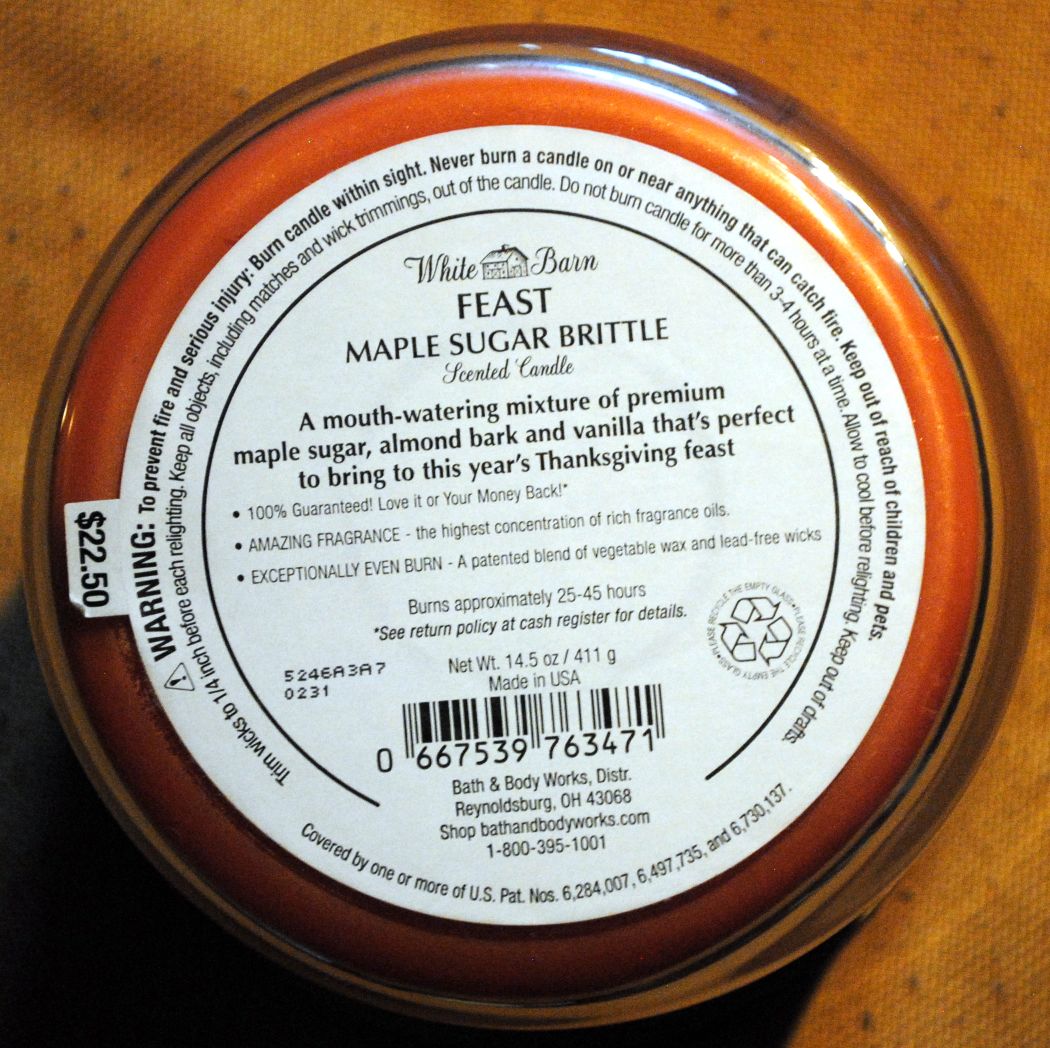 WARNING: To prevent fire and serious injury: Burn candle within sight. Never burn a candle on or near anything that can catch fire. Keep out of reach of children and pets.
Trim wicks to 1/4 inch before each relighting. Keep all objects, including matches and wick trimmings, out of the candle. Do not burn candle for more than 3-4 hours at a time. Allow to cool before relighting. Keep out of drafts.
$22.50
White Barn
FEAST
MAPLE SUGAR BRITTLE
Scented Candle
A mouth-watering mixture of premium
maple sugar, almond bark and vanilla that's perfect
to bring to this year's Thanksgiving feast
• 100% Guaranteed! Love it or Your Money Back!*
• AMAZING FRAGRANCE - the highest concentration of rich fragrance oils.
• EXCEPTIONALLY EVEN BURN - A patented blend of vegetable wax and lead-free wicks
Burns approximately 25-45 hours
*See return policy at cash register for details.
PLEASE RECYCLE THE EMPTY GLASS • PLEASE RECYCLE THE EMPTY GLASS •
5246A3A7
0231
Net Wt. 14.5 oz / 411 g
Made in USA
0 667539 763471
Bath & Body Works, Distr.
Reynoldsburg, OH 43068
Shop bathandbodyworks.com
1-800-395-1001
Covered by one or more of U.S. Pat. Nos. 6,284,007, 6,497,735, and 6,730,137.